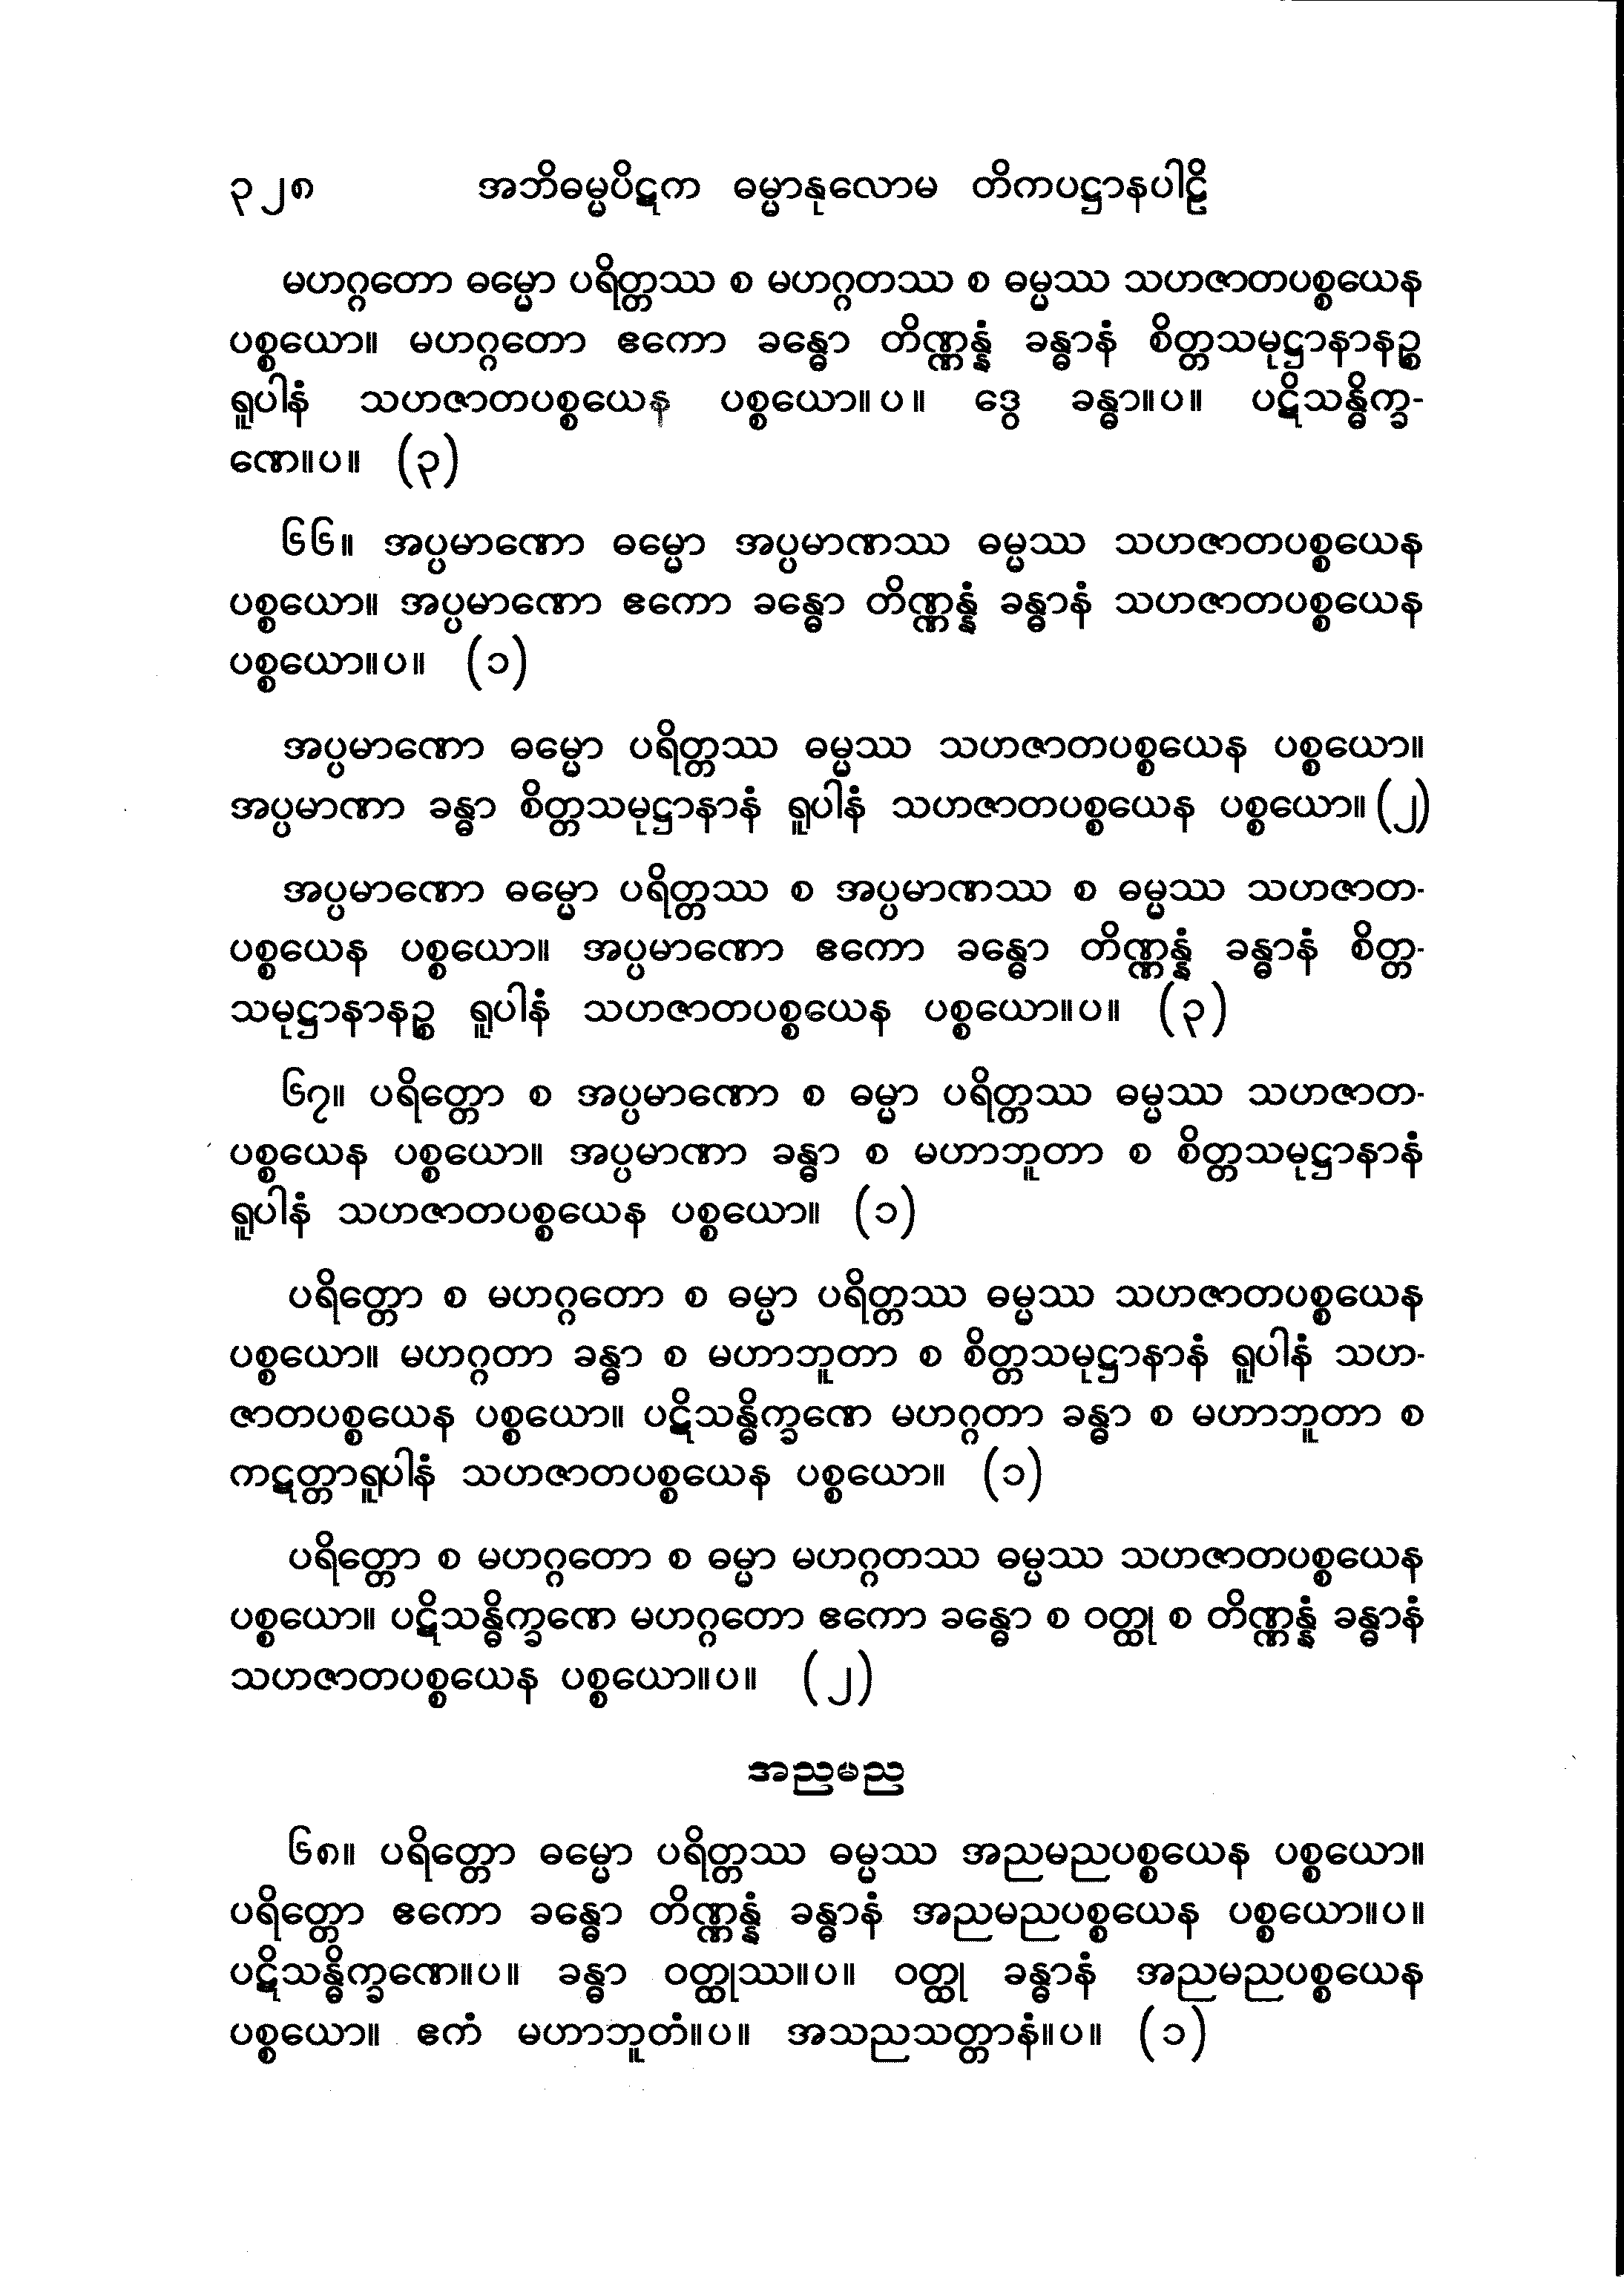 ၃၂၈ အဘိဓမ္မပိဋက ဓမ္မာနုလောမ တိကပဋ္ဌာနပါဠိ
မဟဂ္ဂတော ဓမ္မော ပရိတ္တဿ စ မဟဂ္ဂတဿ စ ဓမ္မဿ သဟဇာတပစ္စယေန
ပစ္စယော။ မဟဂ္ဂတော ဧကော ခန္ဓော တိဏ္ဏန္နံ ခန္ဓာနံ စိတ္တသမုဋ္ဌာနာနဉ္စ
ရူပါနံ သဟဇာတပစ္စယေန ပစ္စယော။ပ။ ဒွေ ခန္ဓာ။ပ။ ပဋိသန္ဓိက္ခ-
ဏေ။ပ။ (၃)
၆၆။ အပ္ပမာဏော ဓမ္မော အပ္ပမာဏဿ ဓမ္မဿ သဟဇာတပစ္စယေန
ပစ္စယော။ အပ္ပမာဏော ဧကော ခန္ဓော တိဏ္ဏန္နံ ခန္ဓာနံ သဟဇာတပစ္စယေန
ပစ္စယော။ပ။ (၁)
အပ္ပမာဏော ဓမ္မော ပရိတ္တဿ ဓမ္မဿ သဟဇာတပစ္စယေန ပစ္စယော။
အပ္ပမာဏာ ခန္ဓာ စိတ္တသမုဋ္ဌာနာနံ ရူပါနံ သဟဇာတပစ္စယေန ပစ္စယော။ (၂)
အပ္ပမာဏော ဓမ္မော ပရိတ္တဿ စ အပ္ပမာဏဿ စ ဓမ္မဿ သဟဇာတ-
ပစ္စယေန ပစ္စယော။ အပ္ပမာဏော ဧကော ခန္ဓော တိဏ္ဏန္နံ ခန္ဓာနံ စိတ္တ-
သမုဋ္ဌာနာနဉ္စ ရူပါနံ သဟဇာတပစ္စယေန ပစ္စယော။ပ။ (၃)
၆၇။ ပရိတ္တော စ အပ္ပမာဏော စ ဓမ္မာ ပရိတ္တဿ ဓမ္မဿ သဟဇာတ-
ပစ္စယေန ပစ္စယော။ အပ္ပမာဏာ ခန္ဓာ စ မဟာဘူတာ စ စိတ္တသမုဋ္ဌာနာနံ
ရူပါနံ သဟဇာတပစ္စယေန ပစ္စယော။ (၁)
ပရိတ္တော စ မဟဂ္ဂတော စ ဓမ္မာ ပရိတ္တဿ ဓမ္မဿ သဟဇာတပစ္စယေန
ပစ္စယော။ မဟဂ္ဂတာ ခန္ဓာ စ မဟာဘူတာ စ စိတ္တသမုဋ္ဌာနာနံ ရူပါနံ သဟ-
ဇာတပစ္စယေန ပစ္စယော။ ပဋိသန္ဓိက္ခဏေ မဟဂ္ဂတာ ခန္ဓာ စ မဟာဘူတာ စ
ကဋတ္တာရူပါနံ သဟဇာတပစ္စယေန ပစ္စယော။ (၁)
ပရိတ္တော စ မဟဂ္ဂတော စ ဓမ္မာ မဟဂ္ဂတဿ ဓမ္မဿ သဟဇာတပစ္စယေန
ပစ္စယော။ ပဋိသန္ဓိက္ခဏေ မဟဂ္ဂတော ဧကော ခန္ဓော စ ဝတ္ထု စ တိဏ္ဏန္နံ ခန္ဓာနံ
သဟဇာတပစ္စယေန ပစ္စယော။ပ။ (၂)
အညမည
၆၈။ ပရိတ္တော ဓမ္မော ပရိတ္တဿ ဓမ္မဿ အညမညပစ္စယေန ပစ္စယော။
ပရိတ္တော ဧကော ခန္ဓော တိဏ္ဏန္နံ ခန္ဓာနံ အညမညပစ္စယေန ပစ္စယော။ပ။
ပဋိသန္ဓိက္ခဏေ။ပ။ ခန္ဓာ ဝတ္ထုဿ။ပ။ ဝတ္ထု ခန္ဓာနံ အညမညပစ္စယေန
ပစ္စယော။ ဧကံ မဟာဘူတံ။ပ။ အသညသတ္တာနံ။ပ။ (၁)